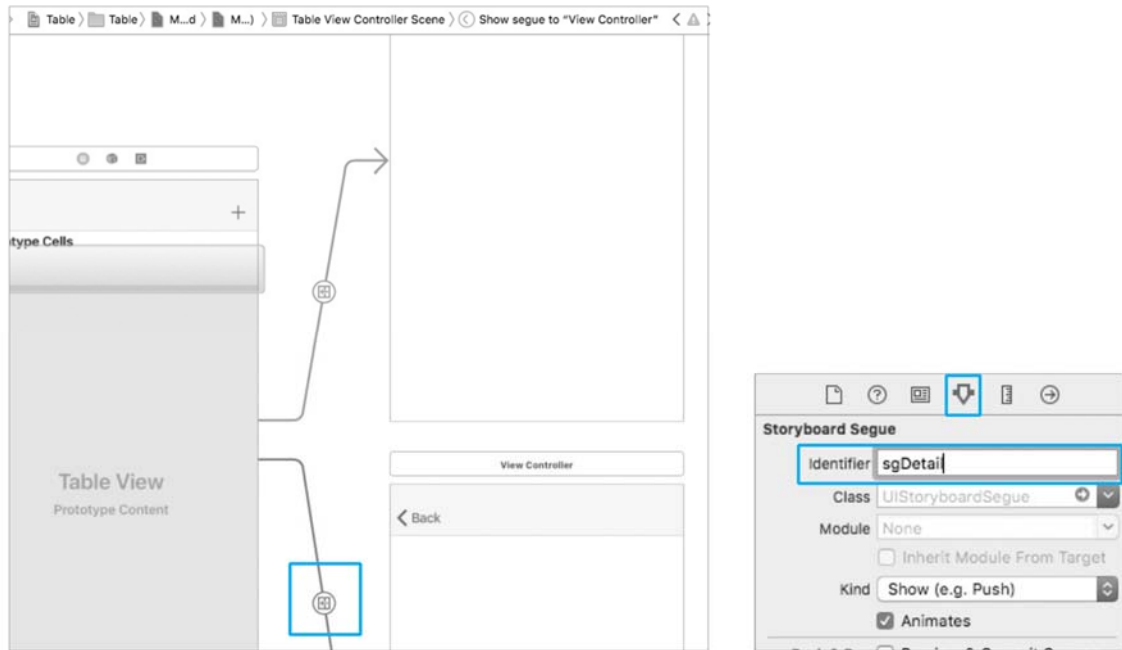 Table 〉 Table 〉 M...d 〉 M...) 〉 Table View Controller Scene 〉 Show segue to “View Controller”
+
type Cells
Table View
Prototype Content
View Controller
Back
Storyboard Segue
Identifier sgDetail
Class UIStoryboardSegue
Module None
Inherit Module From Target
Kind Show (e.g. Push)
Animates